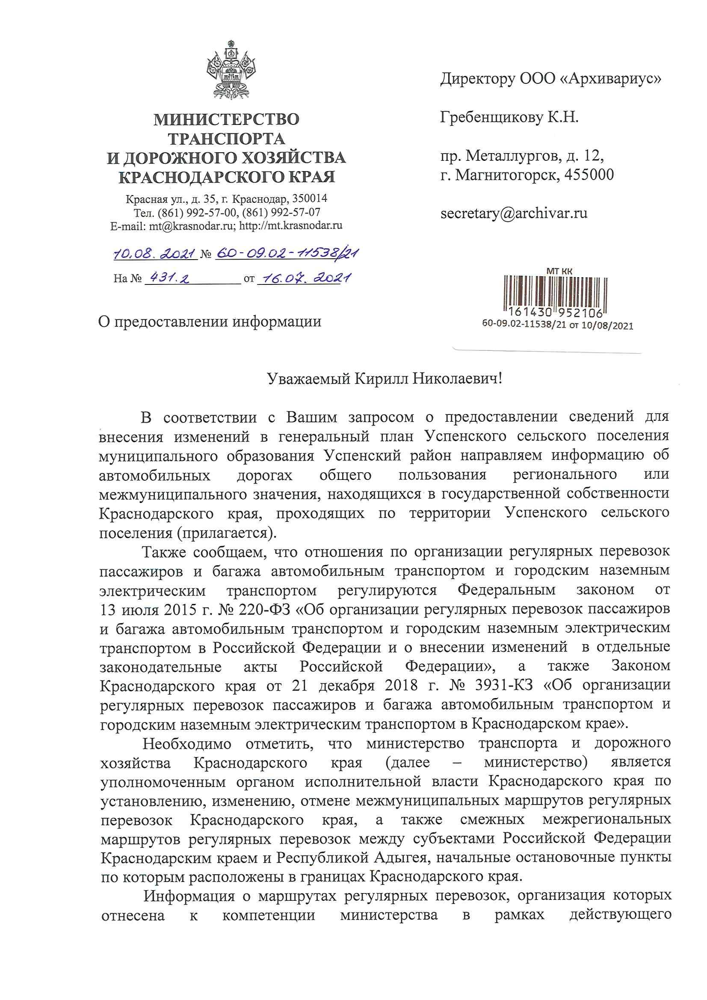 МИНИСТЕРСТВО
ТРАНСПОРТА
И ДОРОЖНОГО ХОЗЯЙСТВА
КРАСНОДАРСКОГО КРАЯ
Красная ул., д. 35, г. Краснодар, 350014
Тел. (861) 992-57-00, (861) 992-57-07
E-mail: mt@krasnodar.ru; http://mt.krasnodar.ru
10.08.2021 № 60-09.02-11538/21
На № 431.2 от 16.07.2021
О предоставлении информации
Директору ООО «Архивариус»
Гребенщикову К.Н.
пр. Металлургов, д. 12,
г. Магнитогорск, 455000
secretary@archivar.ru
МТ КК
161430 952106
60-09.02-11538/21 от 10/08/2021
Уважаемый Кирилл Николаевич!
В соответствии с Вашим запросом о предоставлении сведений для
внесения изменений в генеральный план Успенского сельского поселения
муниципального образования Успенский район направляем информацию об
автомобильных дорогах общего пользования регионального или
межмуниципального значения, находящихся в государственной собственности
Краснодарского края, проходящих по территории Успенского сельского
поселения (прилагается).
Также сообщаем, что отношения по организации регулярных перевозок
пассажиров и багажа автомобильным транспортом и городским наземным
электрическим транспортом регулируются Федеральным законом от
13 июля 2015 г. № 220-ФЗ «Об организации регулярных перевозок пассажиров
и багажа автомобильным транспортом и городским наземным электрическим
транспортом в Российской Федерации и о внесении изменений в отдельные
законодательные акты Российской Федерации», а также Законом
Краснодарского края от 21 декабря 2018 г. № 3931-КЗ «Об организации
регулярных перевозок пассажиров и багажа автомобильным транспортом и
городским наземным электрическим транспортом в Краснодарском крае».
Необходимо отметить, что министерство транспорта и дорожного
хозяйства Краснодарского края (далее – министерство) является
уполномоченным органом исполнительной власти Краснодарского края по
установлению, изменению, отмене межмуниципальных маршрутов регулярных
перевозок Краснодарского края, а также смежных межрегиональных
маршрутов регулярных перевозок между субъектами Российской Федерации
Краснодарским краем и Республикой Адыгея, начальные остановочные пункты
по которым расположены в границах Краснодарского края.
Информация о маршрутах регулярных перевозок, организация которых
отнесена к компетенции министерства в рамках действующего